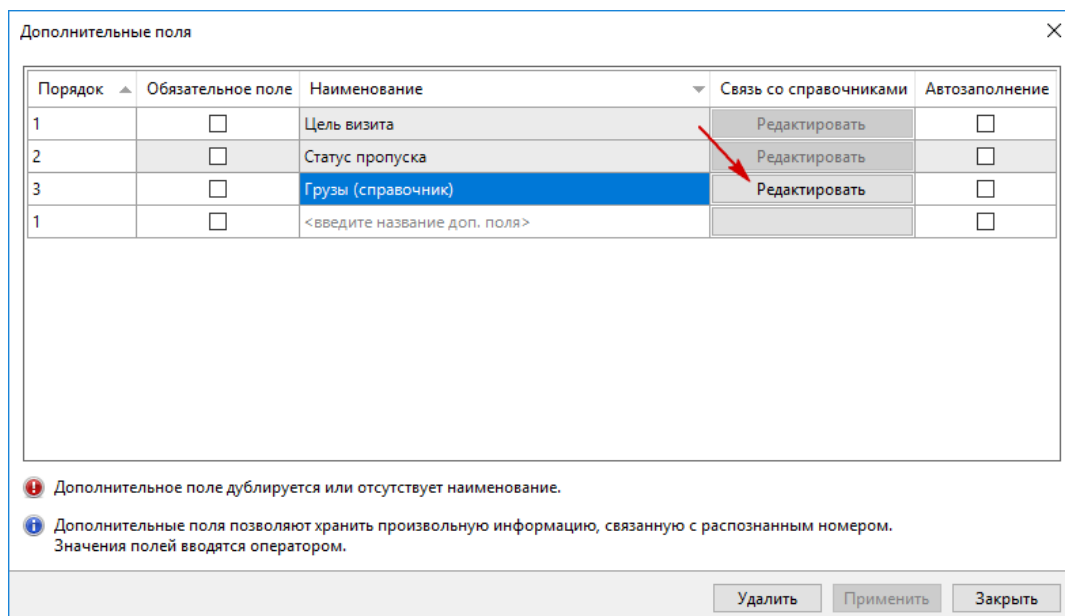 Дополнительные поля
Порядок Обязательное поле Наименование Связь со справочниками Автозаполнение
1 Цель визита Редактировать
2 Статус пропуска Редактировать
3 Грузы (справочник) Редактировать
1 <введите название доп. поля>
Дополнительное поле дублируется или отсутствует наименование.
Дополнительные поля позволяют хранить произвольную информацию, связанную с распознанным номером.
Значения полей вводятся оператором.
Удалить Применить Закрыть